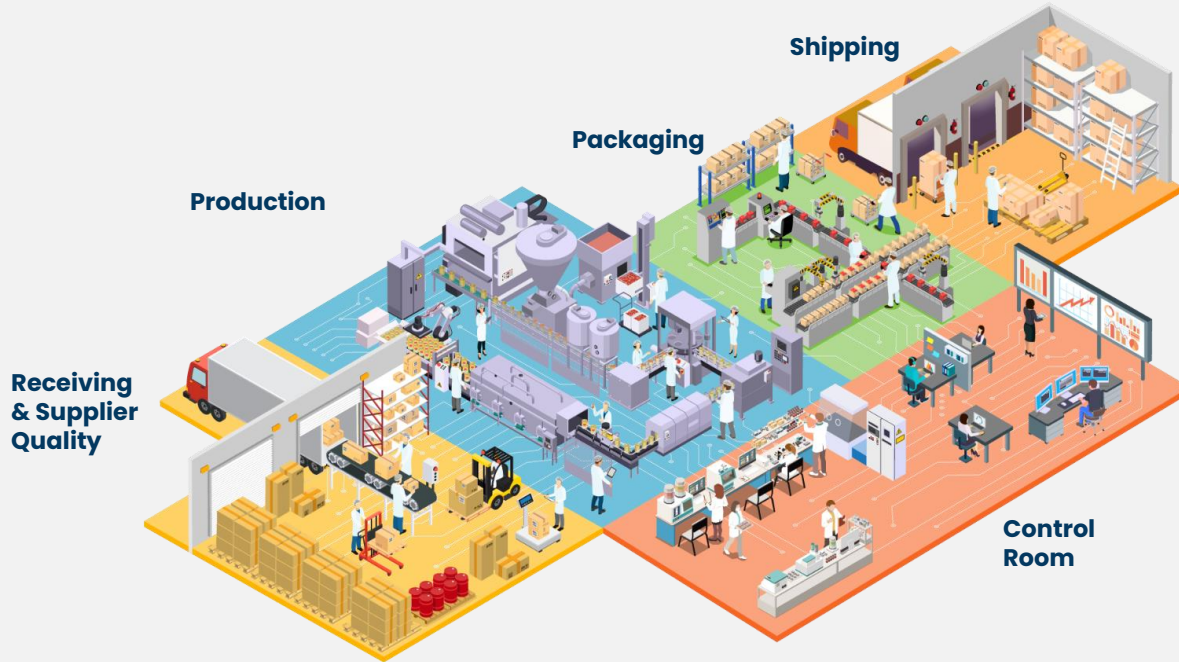 Shipping
Packaging
Production
Receiving
& Supplier
Quality
Control
Room